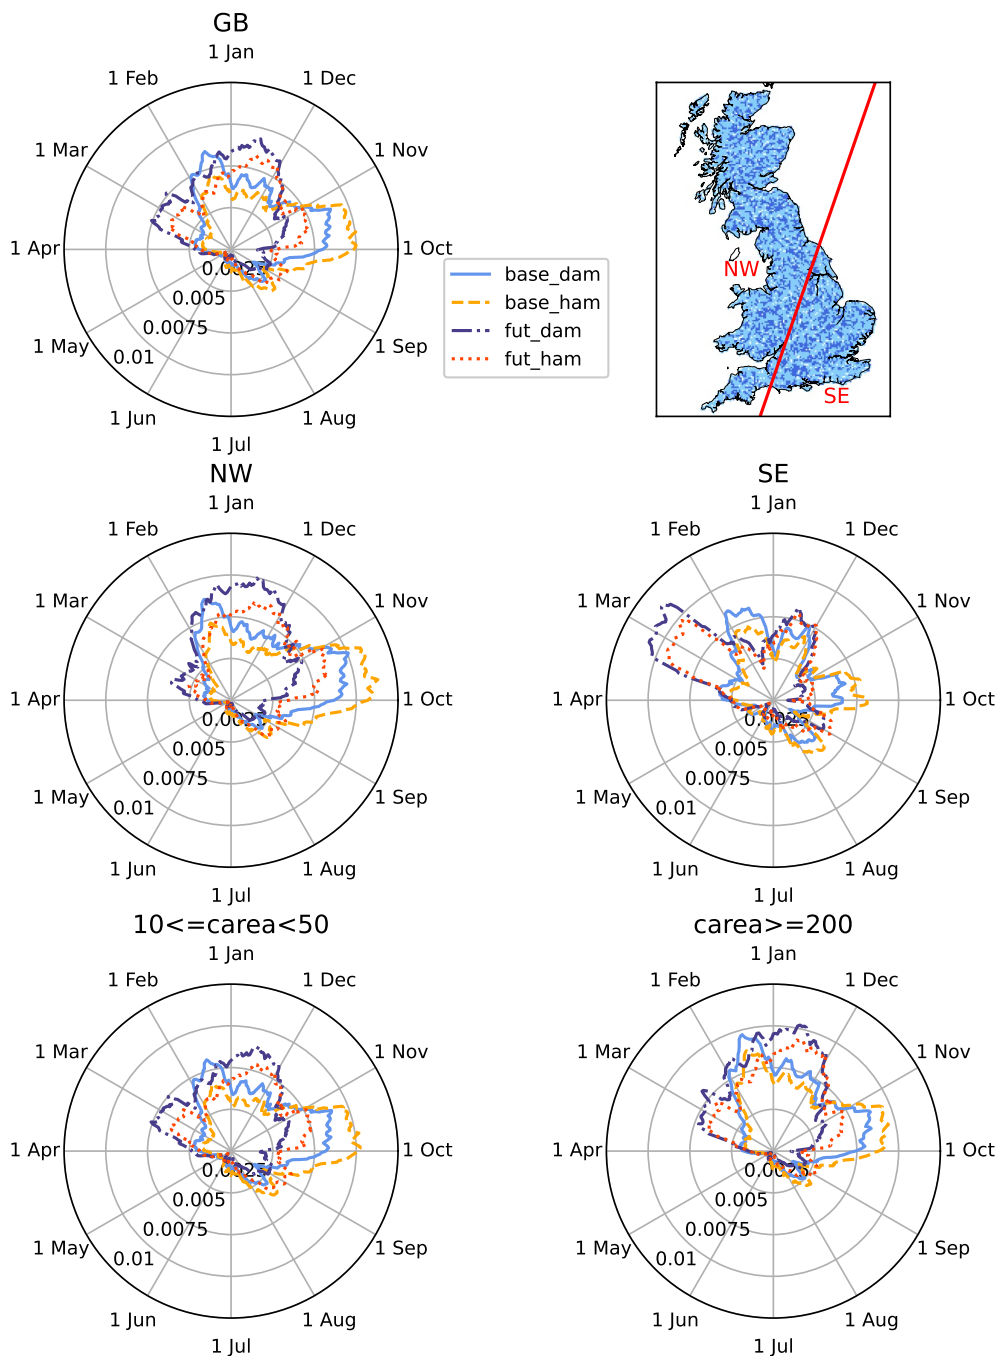 GB
1 Jan
1 Feb
1 Dec
1 Mar
1 Nov
1 Apr
1 Oct
0.0025
0.005
0.0075
0.01
1 May
1 Sep
1 Jun
1 Aug
1 Jul
base_dam
base_ham
fut_dam
fut_ham
NW
SE
NW
1 Jan
1 Feb
1 Dec
1 Mar
1 Nov
1 Apr
1 Oct
0.0025
0.005
0.0075
0.01
1 May
1 Sep
1 Jun
1 Aug
1 Jul
SE
1 Jan
1 Feb
1 Dec
1 Mar
1 Nov
1 Apr
1 Oct
0.0025
0.005
0.0075
0.01
1 May
1 Sep
1 Jun
1 Aug
1 Jul
10<=carea<50
1 Jan
1 Feb
1 Dec
1 Mar
1 Nov
1 Apr
1 Oct
0.0025
0.005
0.0075
0.01
1 May
1 Sep
1 Jun
1 Aug
1 Jul
carea>=200
1 Jan
1 Feb
1 Dec
1 Mar
1 Nov
1 Apr
1 Oct
0.0025
0.005
0.0075
0.01
1 May
1 Sep
1 Jun
1 Aug
1 Jul